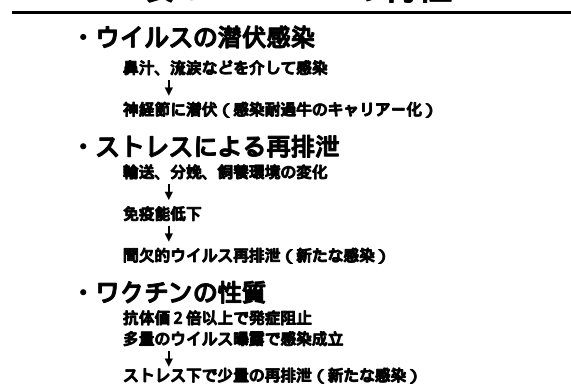 ・ウイルスの潜伏感染
鼻汁、流涙などを介して感染
↓
神経節に潜伏（感染耐過牛のキャリアー化）
・ストレスによる再排泄
輸送、分娩、飼養環境の変化
↓
免疫能低下
↓
間欠的ウイルス再排泄（新たな感染）
・ワクチンの性質
抗体価２倍以上で発症阻止
多量のウイルス曝露で感染成立
↓
ストレス下で少量の再排泄（新たな感染）